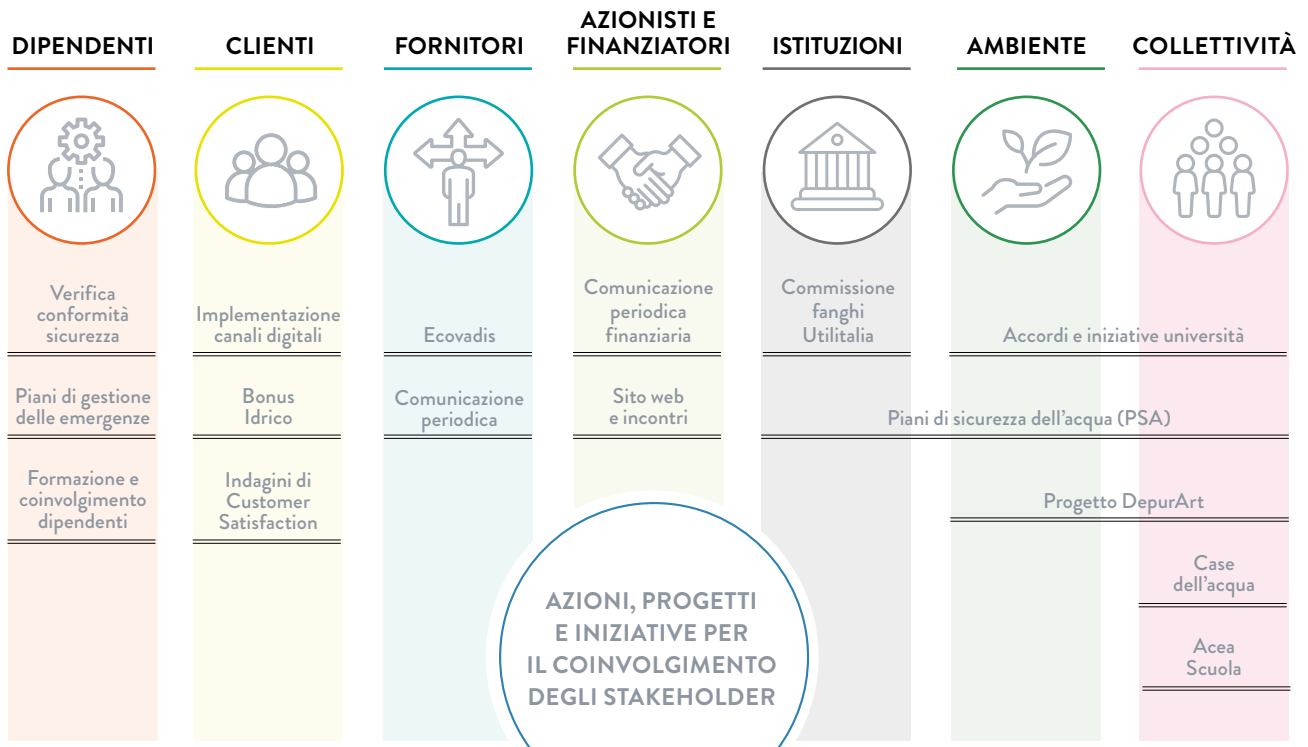 DIPENDENTI
CLIENTI
FORNITORI
AZIONISTI E
FINANZIATORI
ISTITUZIONI
AMBIENTE
COLLETTIVITÀ
Verifica
conformità
sicurezza
Implementazione
canali digitali
Ecovadis
Comunicazione
periodica
finanziaria
Commissione
fanghi
Utilitalia
Accordi e iniziative università
Piani di gestione
delle emergenze
Bonus
Idrico
Comunicazione
periodica
Sito web
e incontri
Piani di sicurezza dell'acqua (PSA)
Formazione e
coinvolgimento
dipendenti
Indagini di
Customer
Satisfaction
Progetto DepurArt
Case
dell'acqua
Acea
Scuola
AZIONI, PROGETTI
E INIZIATIVE PER
IL COINVOLGIMENTO
DEGLI STAKEHOLDER